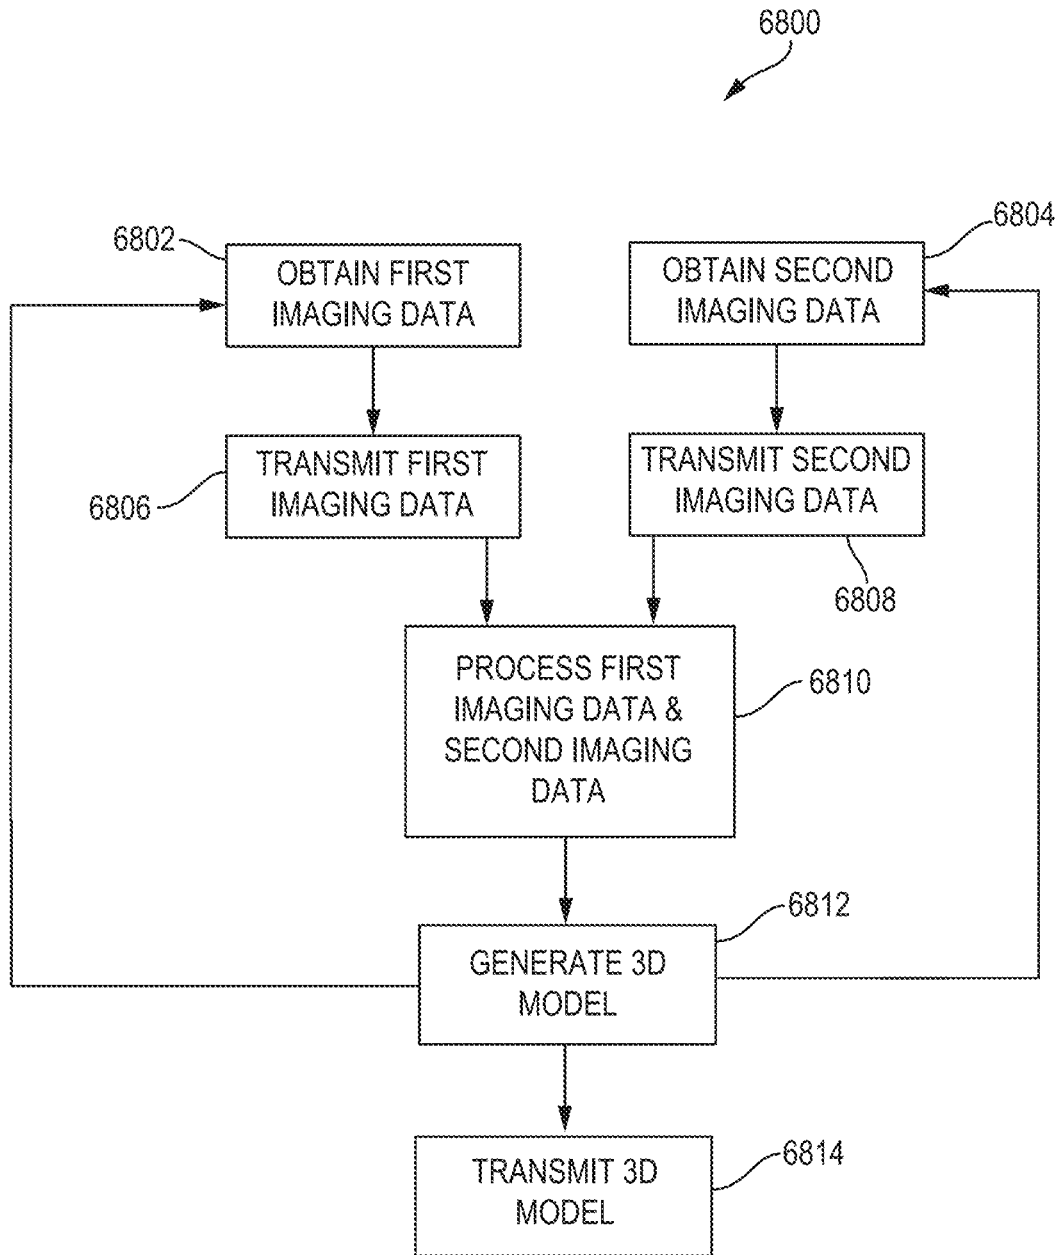 6800
6802
OBTAIN FIRST
IMAGING DATA
6804
OBTAIN SECOND
IMAGING DATA
TRANSMIT FIRST
IMAGING DATA
6806
TRANSMIT SECOND
IMAGING DATA
6808
PROCESS FIRST
IMAGING DATA &
SECOND IMAGING
DATA
6810
6812
GENERATE 3D
MODEL
TRANSMIT 3D
MODEL
6814